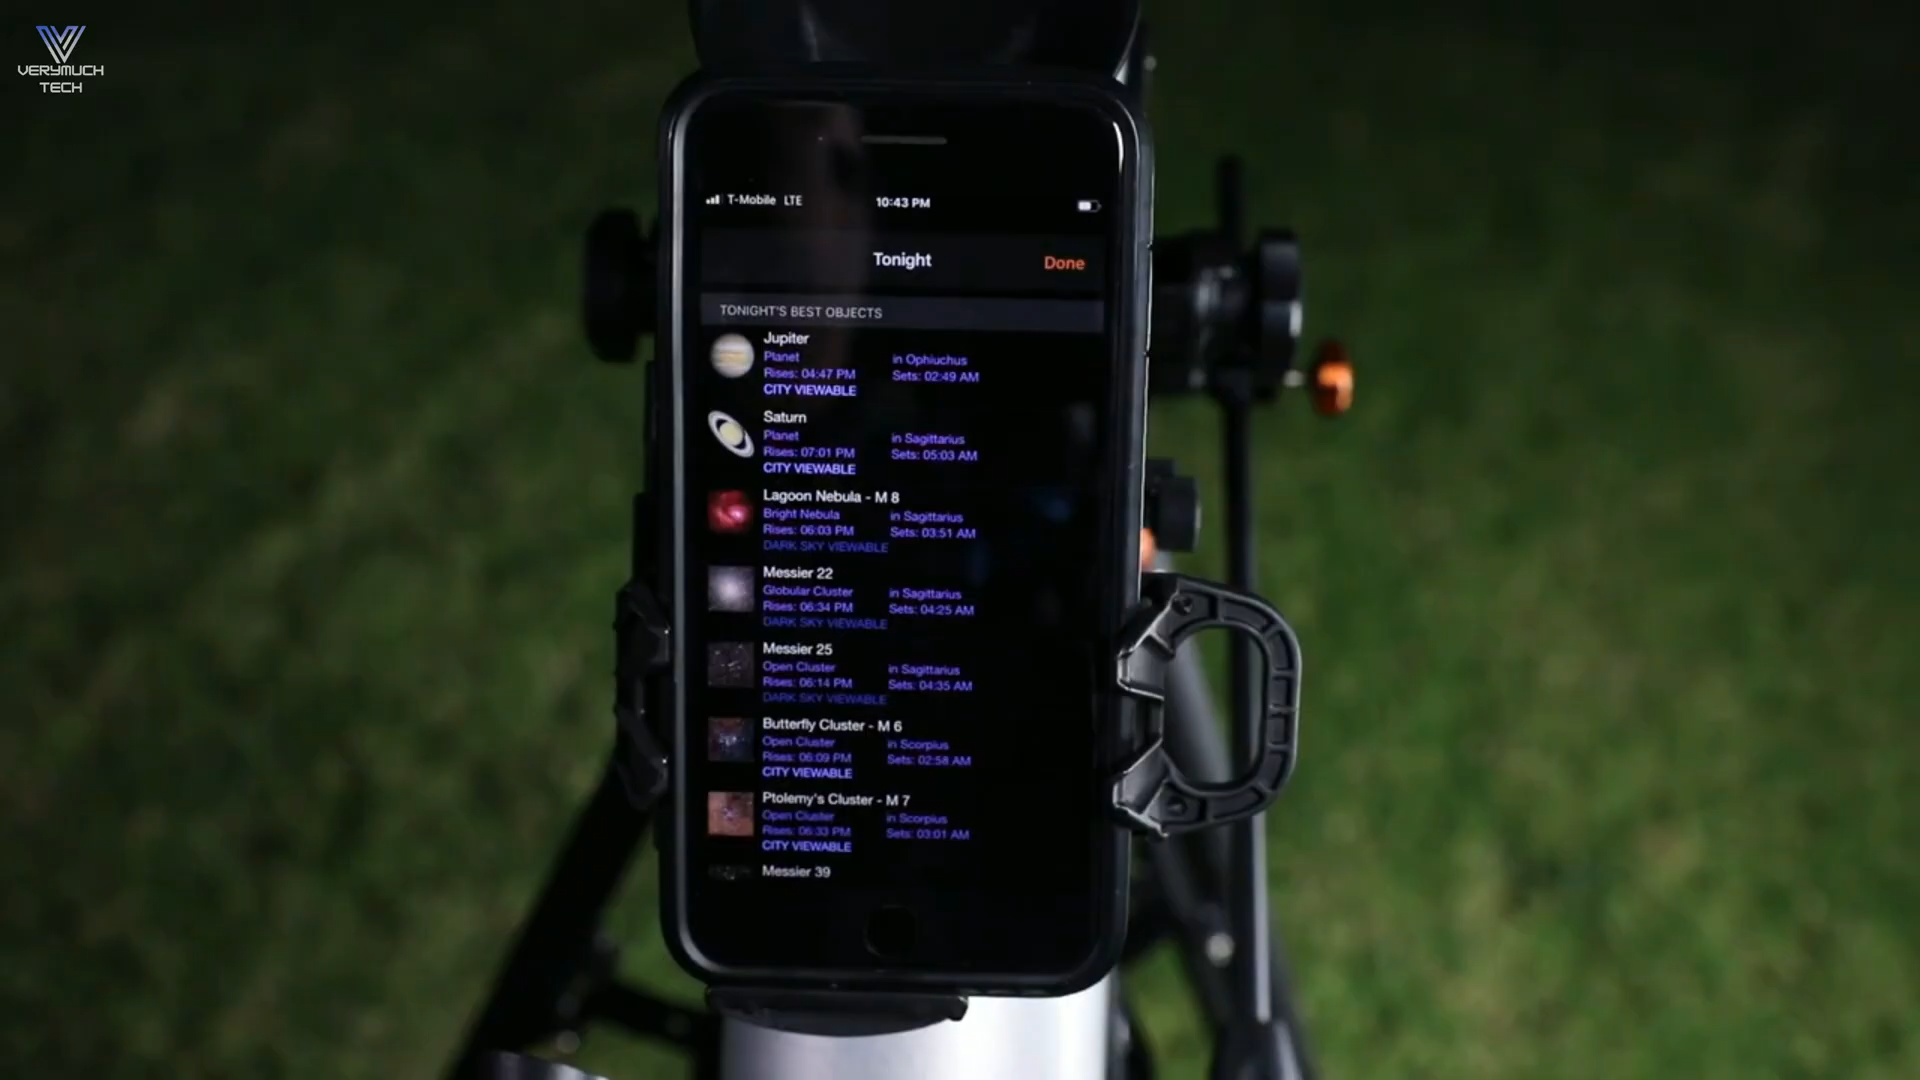 VERYMUCH
TECH
T-Mobile LTE
10:43 PM
Tonight
Done
TONIGHT'S BEST OBJECTS
Jupiter
Planet in Ophiuchus
Rises: 04:47 PM Sets: 02:49 AM
CITY VIEWABLE
Saturn
Planet in Sagittarius
Rises: 07:01 PM Sets: 05:03 AM
CITY VIEWABLE
Lagoon Nebula - M 8
Bright Nebula in Sagittarius
Rises: 06:03 PM Sets: 03:51 AM
DARK SKY VIEWABLE
Messier 22
Globular Cluster in Sagittarius
Rises: 06:34 PM Sets: 04:25 AM
DARK SKY VIEWABLE
Messier 25
Open Cluster in Sagittarius
Rises: 06:14 PM Sets: 04:35 AM
DARK SKY VIEWABLE
Butterfly Cluster - M 6
Open Cluster in Scorpius
Rises: 06:09 PM Sets: 02:58 AM
CITY VIEWABLE
Ptolemy's Cluster - M 7
Open Cluster in Scorpius
Rises: 06:33 PM Sets: 03:01 AM
CITY VIEWABLE
Messier 39